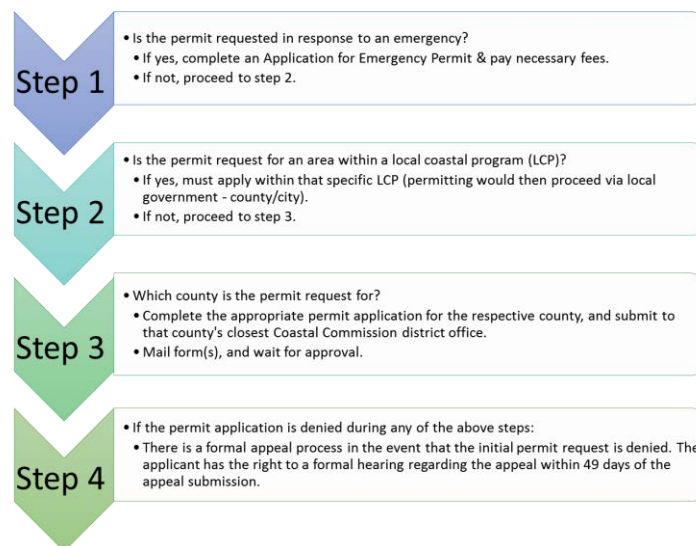 Step 1
• Is the permit requested in response to an emergency?
• If yes, complete an Application for Emergency Permit & pay necessary fees.
• If not, proceed to step 2.
Step 2
• Is the permit request for an area within a local coastal program (LCP)?
• If yes, must apply within that specific LCP (permitting would then proceed via local
government - county/city).
• If not, proceed to step 3.
Step 3
• Which county is the permit request for?
• Complete the appropriate permit application for the respective county, and submit to
that county's closest Coastal Commission district office.
• Mail form(s), and wait for approval.
Step 4
• If the permit application is denied during any of the above steps:
• There is a formal appeal process in the event that the initial permit request is denied. The
applicant has the right to a formal hearing regarding the appeal within 49 days of the
appeal submission.